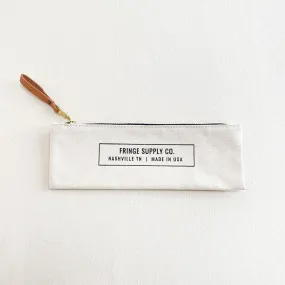 FRINGE SUPPLY CO.
NASHVILLE TN | MADE IN USA